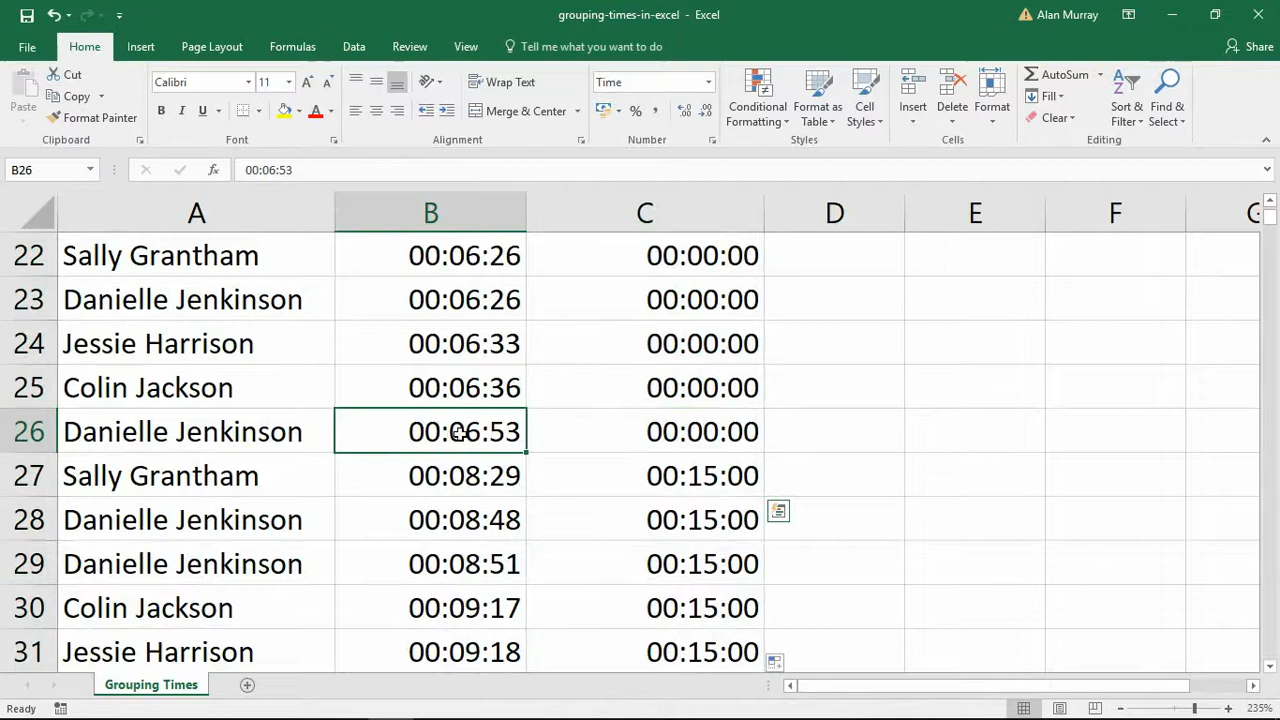 grouping-times-in-excel - Excel
Alan Murray
File Home Insert Page Layout Formulas Data Review View Tell me what you want to do Share
Paste Cut
Copy
Format Painter
Clipboard
Calibri 11
B I U
Font
Wrap Text
Merge & Center
Alignment
Time
%
Number
Conditional Formatting
Format as Table
Cell Styles
Styles
Insert Delete Format
Cells
AutoSum
Fill
Clear
Sort & Filter
Find & Select
Editing
B26 fx 00:06:53
A B C D E F G
22 Sally Grantham 00:06:26 00:00:00
23 Danielle Jenkinson 00:06:26 00:00:00
24 Jessie Harrison 00:06:33 00:00:00
25 Colin Jackson 00:06:36 00:00:00
26 Danielle Jenkinson 00:06:53 00:00:00
27 Sally Grantham 00:08:29 00:15:00
28 Danielle Jenkinson 00:08:48 00:15:00
29 Danielle Jenkinson 00:08:51 00:15:00
30 Colin Jackson 00:09:17 00:15:00
31 Jessie Harrison 00:09:18 00:15:00
Grouping Times
Ready 235%